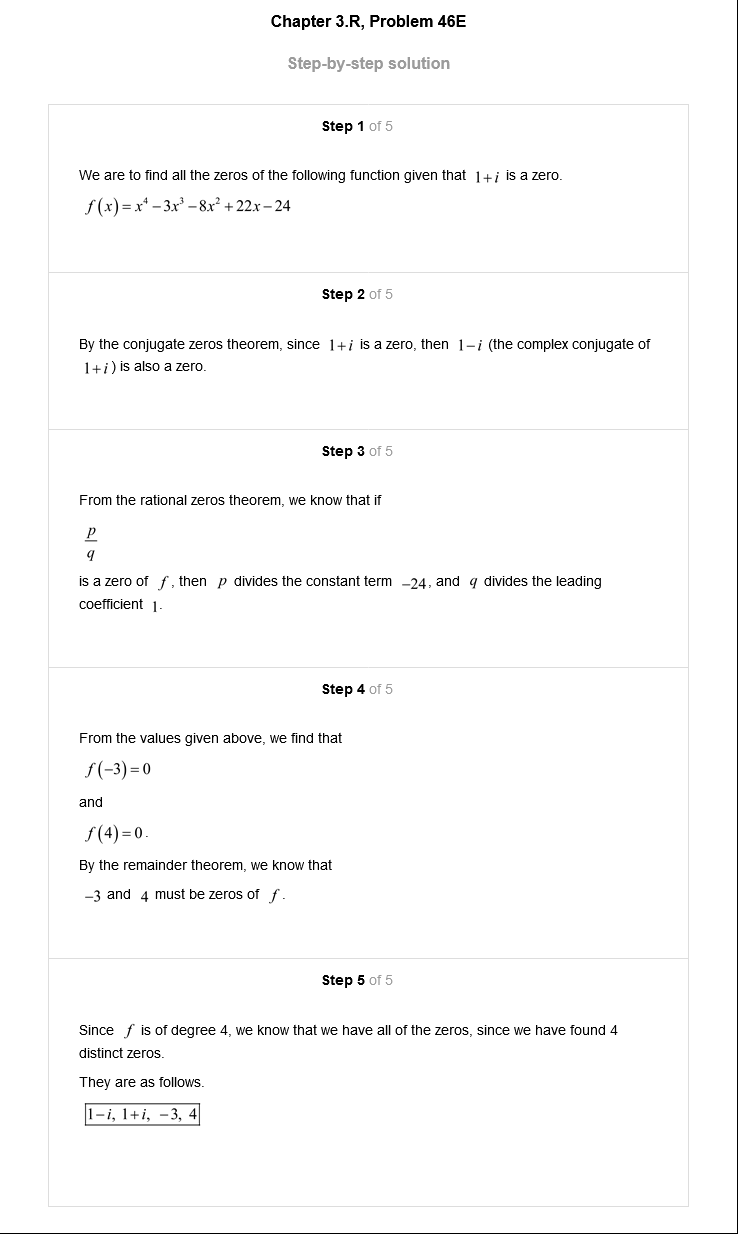 Chapter 3.R, Problem 46E
Step-by-step solution
Step 1 of 5
We are to find all the zeros of the following function given that 1+i is a zero.
f(x)=x⁴−3x³−8x²+22x−24
Step 2 of 5
By the conjugate zeros theorem, since 1+i is a zero, then 1−i (the complex conjugate of
1+i) is also a zero.
Step 3 of 5
From the rational zeros theorem, we know that if
p
q
is a zero of f, then p divides the constant term −24, and q divides the leading
coefficient 1.
Step 4 of 5
From the values given above, we find that
f(−3)=0
and
f(4)=0.
By the remainder theorem, we know that
−3 and 4 must be zeros of f.
Step 5 of 5
Since f is of degree 4, we know that we have all of the zeros, since we have found 4
distinct zeros.
They are as follows.
1−i, 1+i, −3, 4